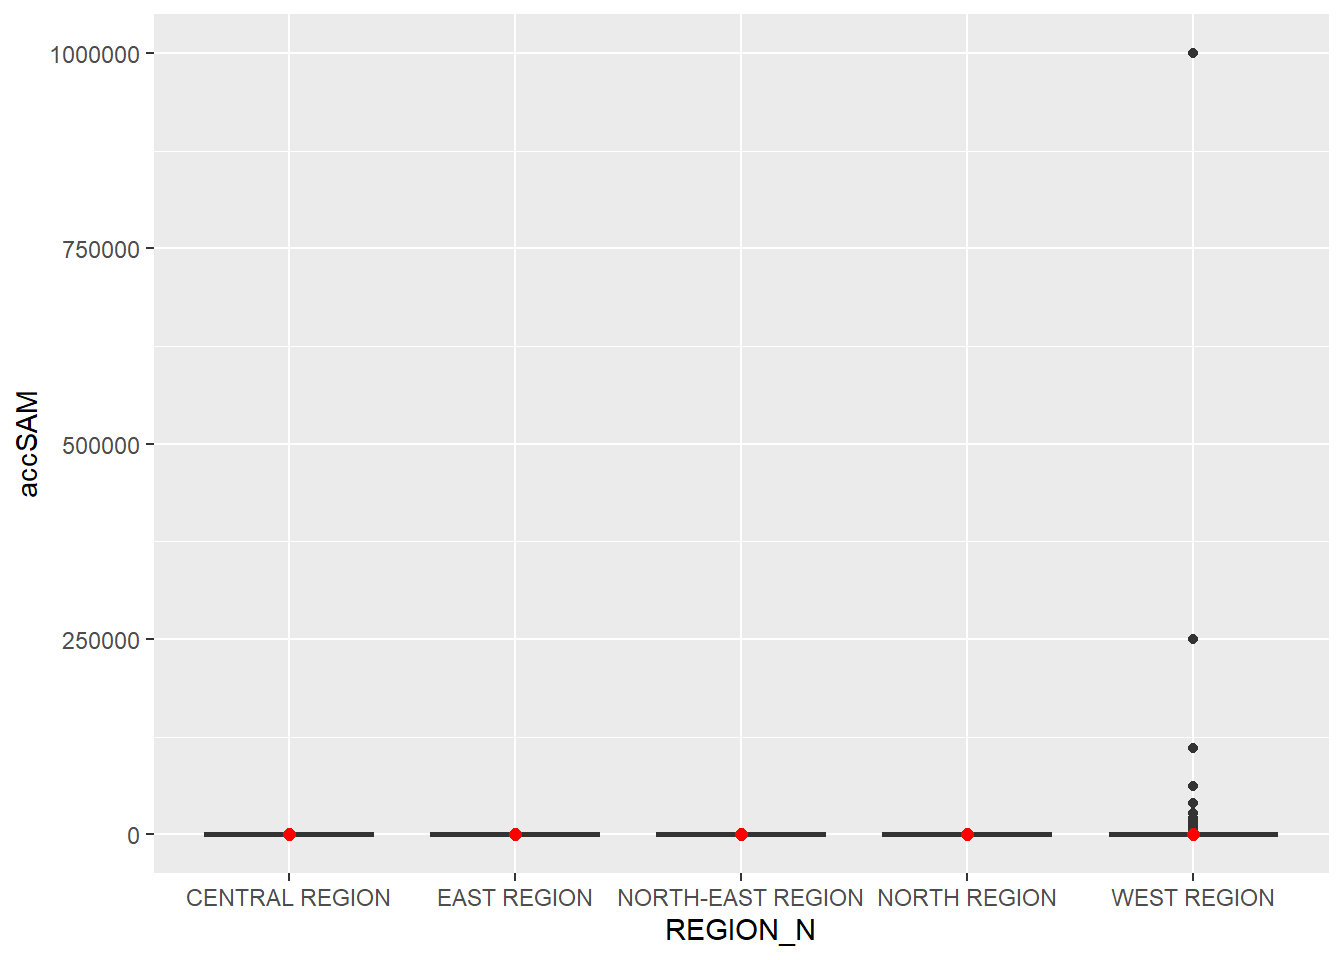 1000000
750000
500000
250000
0
accSAM
CENTRAL REGION EAST REGION NORTH-EAST REGION NORTH REGION WEST REGION
REGION_N